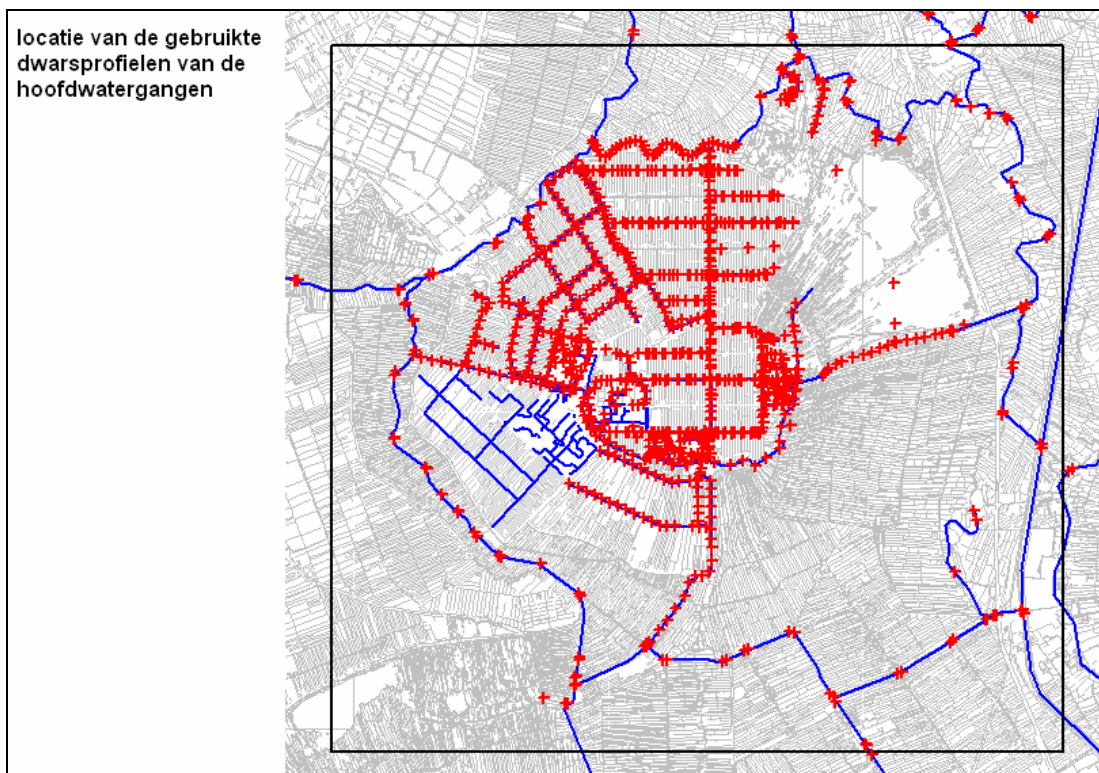 locatie van de gebruikte
dwarsprofielen van de
hoofdwatergangen